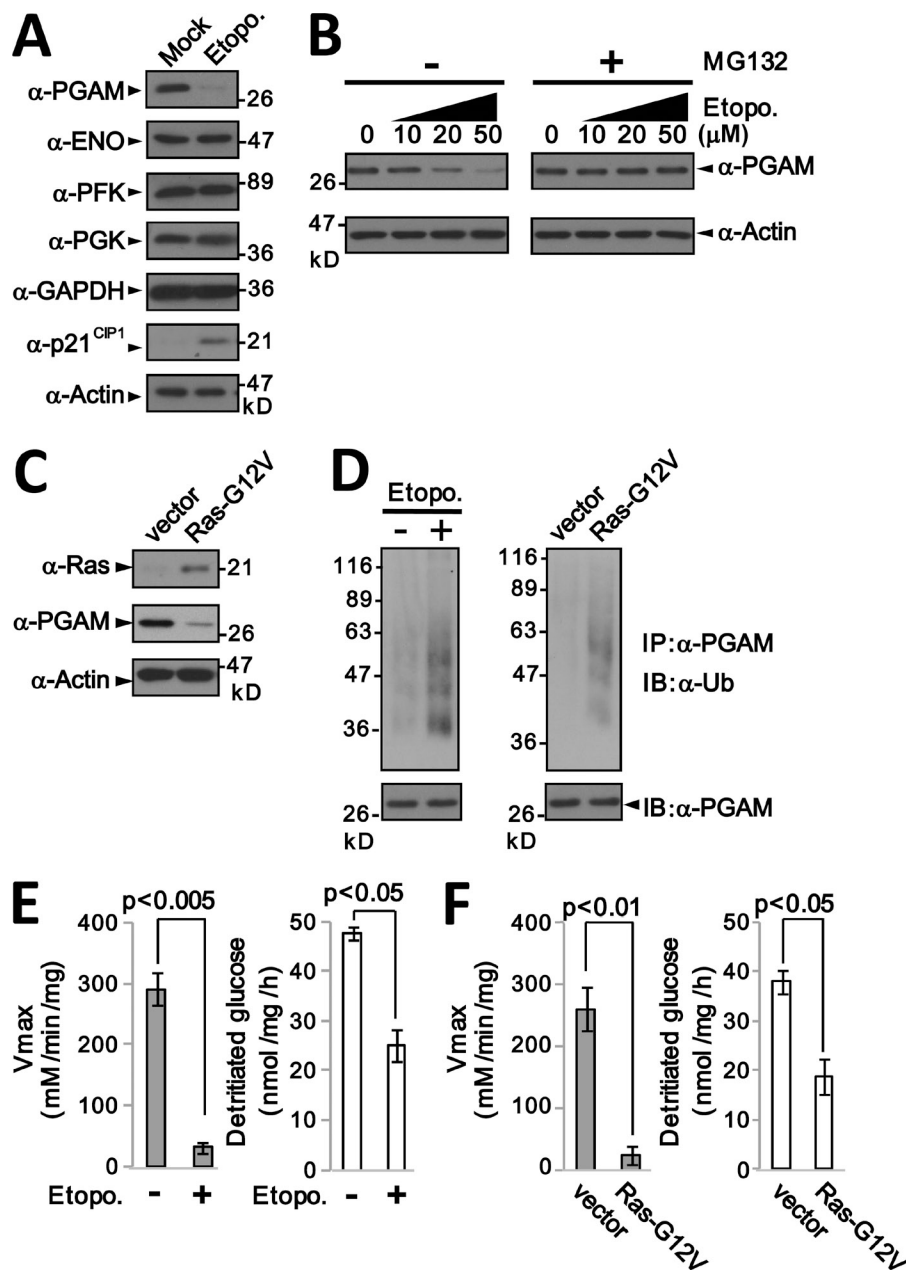 A
Mock
Etopo.
α-PGAM
26
α-ENO
47
α-PFK
89
α-PGK
36
α-GAPDH
36
α-p21CIP1
21
α-Actin
47
kD
B
- + MG132
Etopo.
0 10 20 50 0 10 20 50 (μM)
26
α-PGAM
47
α-Actin
kD
C
vector
Ras-G12V
α-Ras
21
α-PGAM
26
α-Actin
47
kD
D
Etopo.
- +
116
89
63
47
36
26
kD
vector
Ras-G12V
116
89
63
47
36
26
kD
IP:α-PGAM
IB:α-Ub
IB:α-PGAM
E
p<0.005
Vmax
(mM/min/mg)
400
300
200
100
0
Etopo. - +
p<0.05
Detritiated glucose
(nmol/mg/h)
50
40
30
20
10
0
Etopo. - +
F
p<0.01
Vmax
(mM/min/mg)
400
300
200
100
0
vector
Ras-G12V
p<0.05
Detritiated glucose
(nmol/mg/h)
50
40
30
20
10
0
vector
Ras-G12V